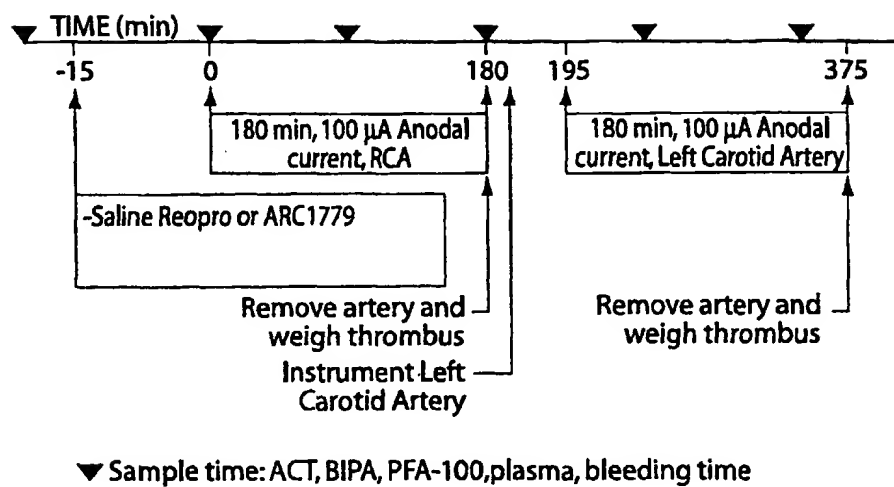 TIME (min)
-15 0 180 195 375
180 min, 100 µA Anodal
current, RCA
180 min, 100 µA Anodal
current, Left Carotid Artery
-Saline Reopro or ARC1779
Remove artery and
weigh thrombus
Remove artery and
weigh thrombus
Instrument Left
Carotid Artery
Sample time: ACT, BIPA, PFA-100,plasma, bleeding time